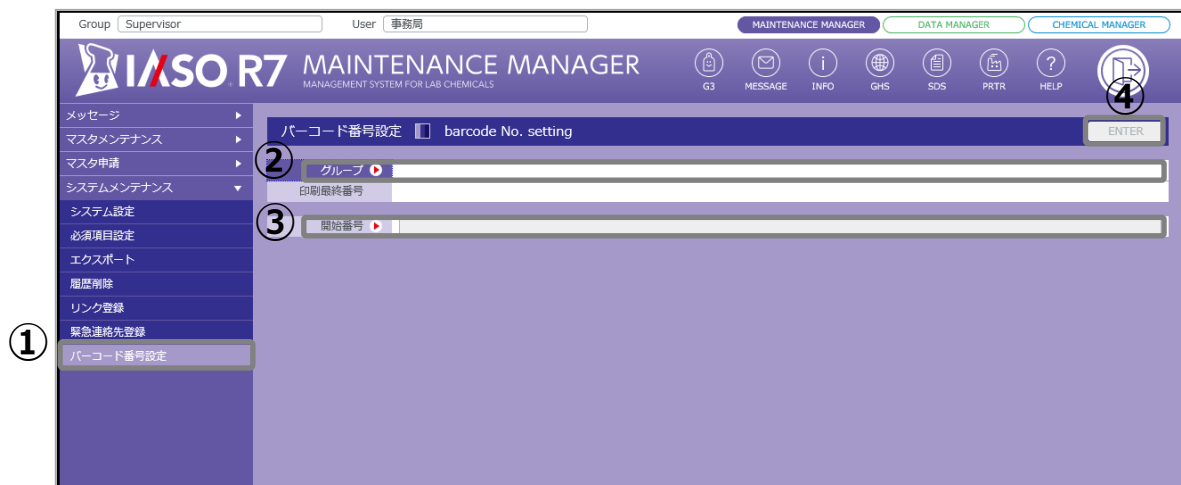 Group Supervisor User 事務局 MAINTENANCE MANAGER DATA MANAGER CHEMICAL MANAGER
IASO R7 MAINTENANCE MANAGER
MANAGEMENT SYSTEM FOR LAB CHEMICALS
G3 MESSAGE INFO GHS SDS PRTR HELP
④
メッセージ
マスタメンテナンス
マスタ申請
システムメンテナンス
システム設定
必須項目設定
エクスポート
履歴削除
リンク登録
緊急連絡先登録
① バーコード番号設定
バーコード番号設定 barcode No. setting ENTER
② グループ
印刷最終番号
③ 開始番号